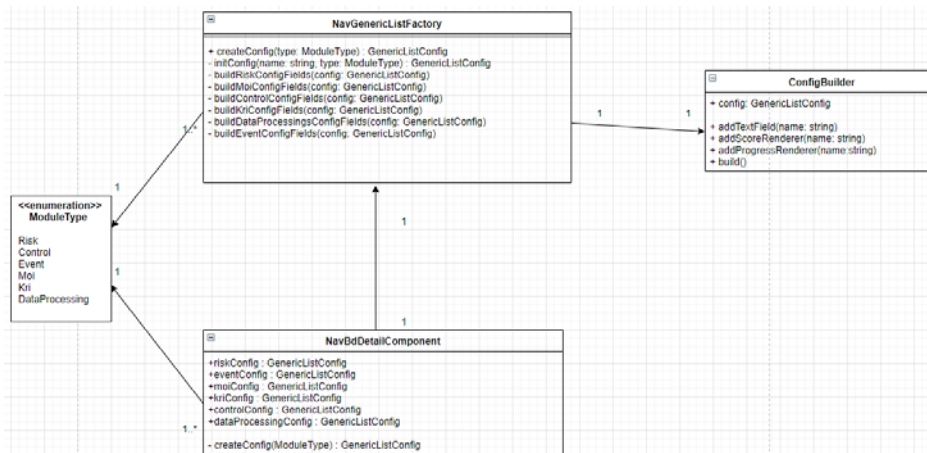 NavGenericListFactory
+ createConfig(type: ModuleType) : GenericListConfig
- initConfig(name: string, type: ModuleType) : GenericListConfig
- buildRiskConfigFields(config: GenericListConfig)
- buildMoiConfigFields(config: GenericListConfig)
- buildControlConfigFields(config: GenericListConfig)
- buildKriConfigFields(config: GenericListConfig)
- buildDataProcessingsConfigFields(config: GenericListConfig)
- buildEventConfigFields(config: GenericListConfig)
ConfigBuilder
+ config: GenericListConfig
+ addTextField(name: string)
+ addScoreRenderer(name: string)
+ addProgressRenderer(name:string)
+ build()
1
1
1..*
1
<<enumeration>>
ModuleType
Risk
Control
Event
Moi
Kri
DataProcessing
1
1
1
1..*
NavBdDetailComponent
+riskConfig : GenericListConfig
+eventConfig : GenericListConfig
+moiConfig : GenericListConfig
+kriConfig : GenericListConfig
+controlConfig : GenericListConfig
+dataProcessingConfig : GenericListConfig
- createConfig(ModuleType) : GenericListConfig